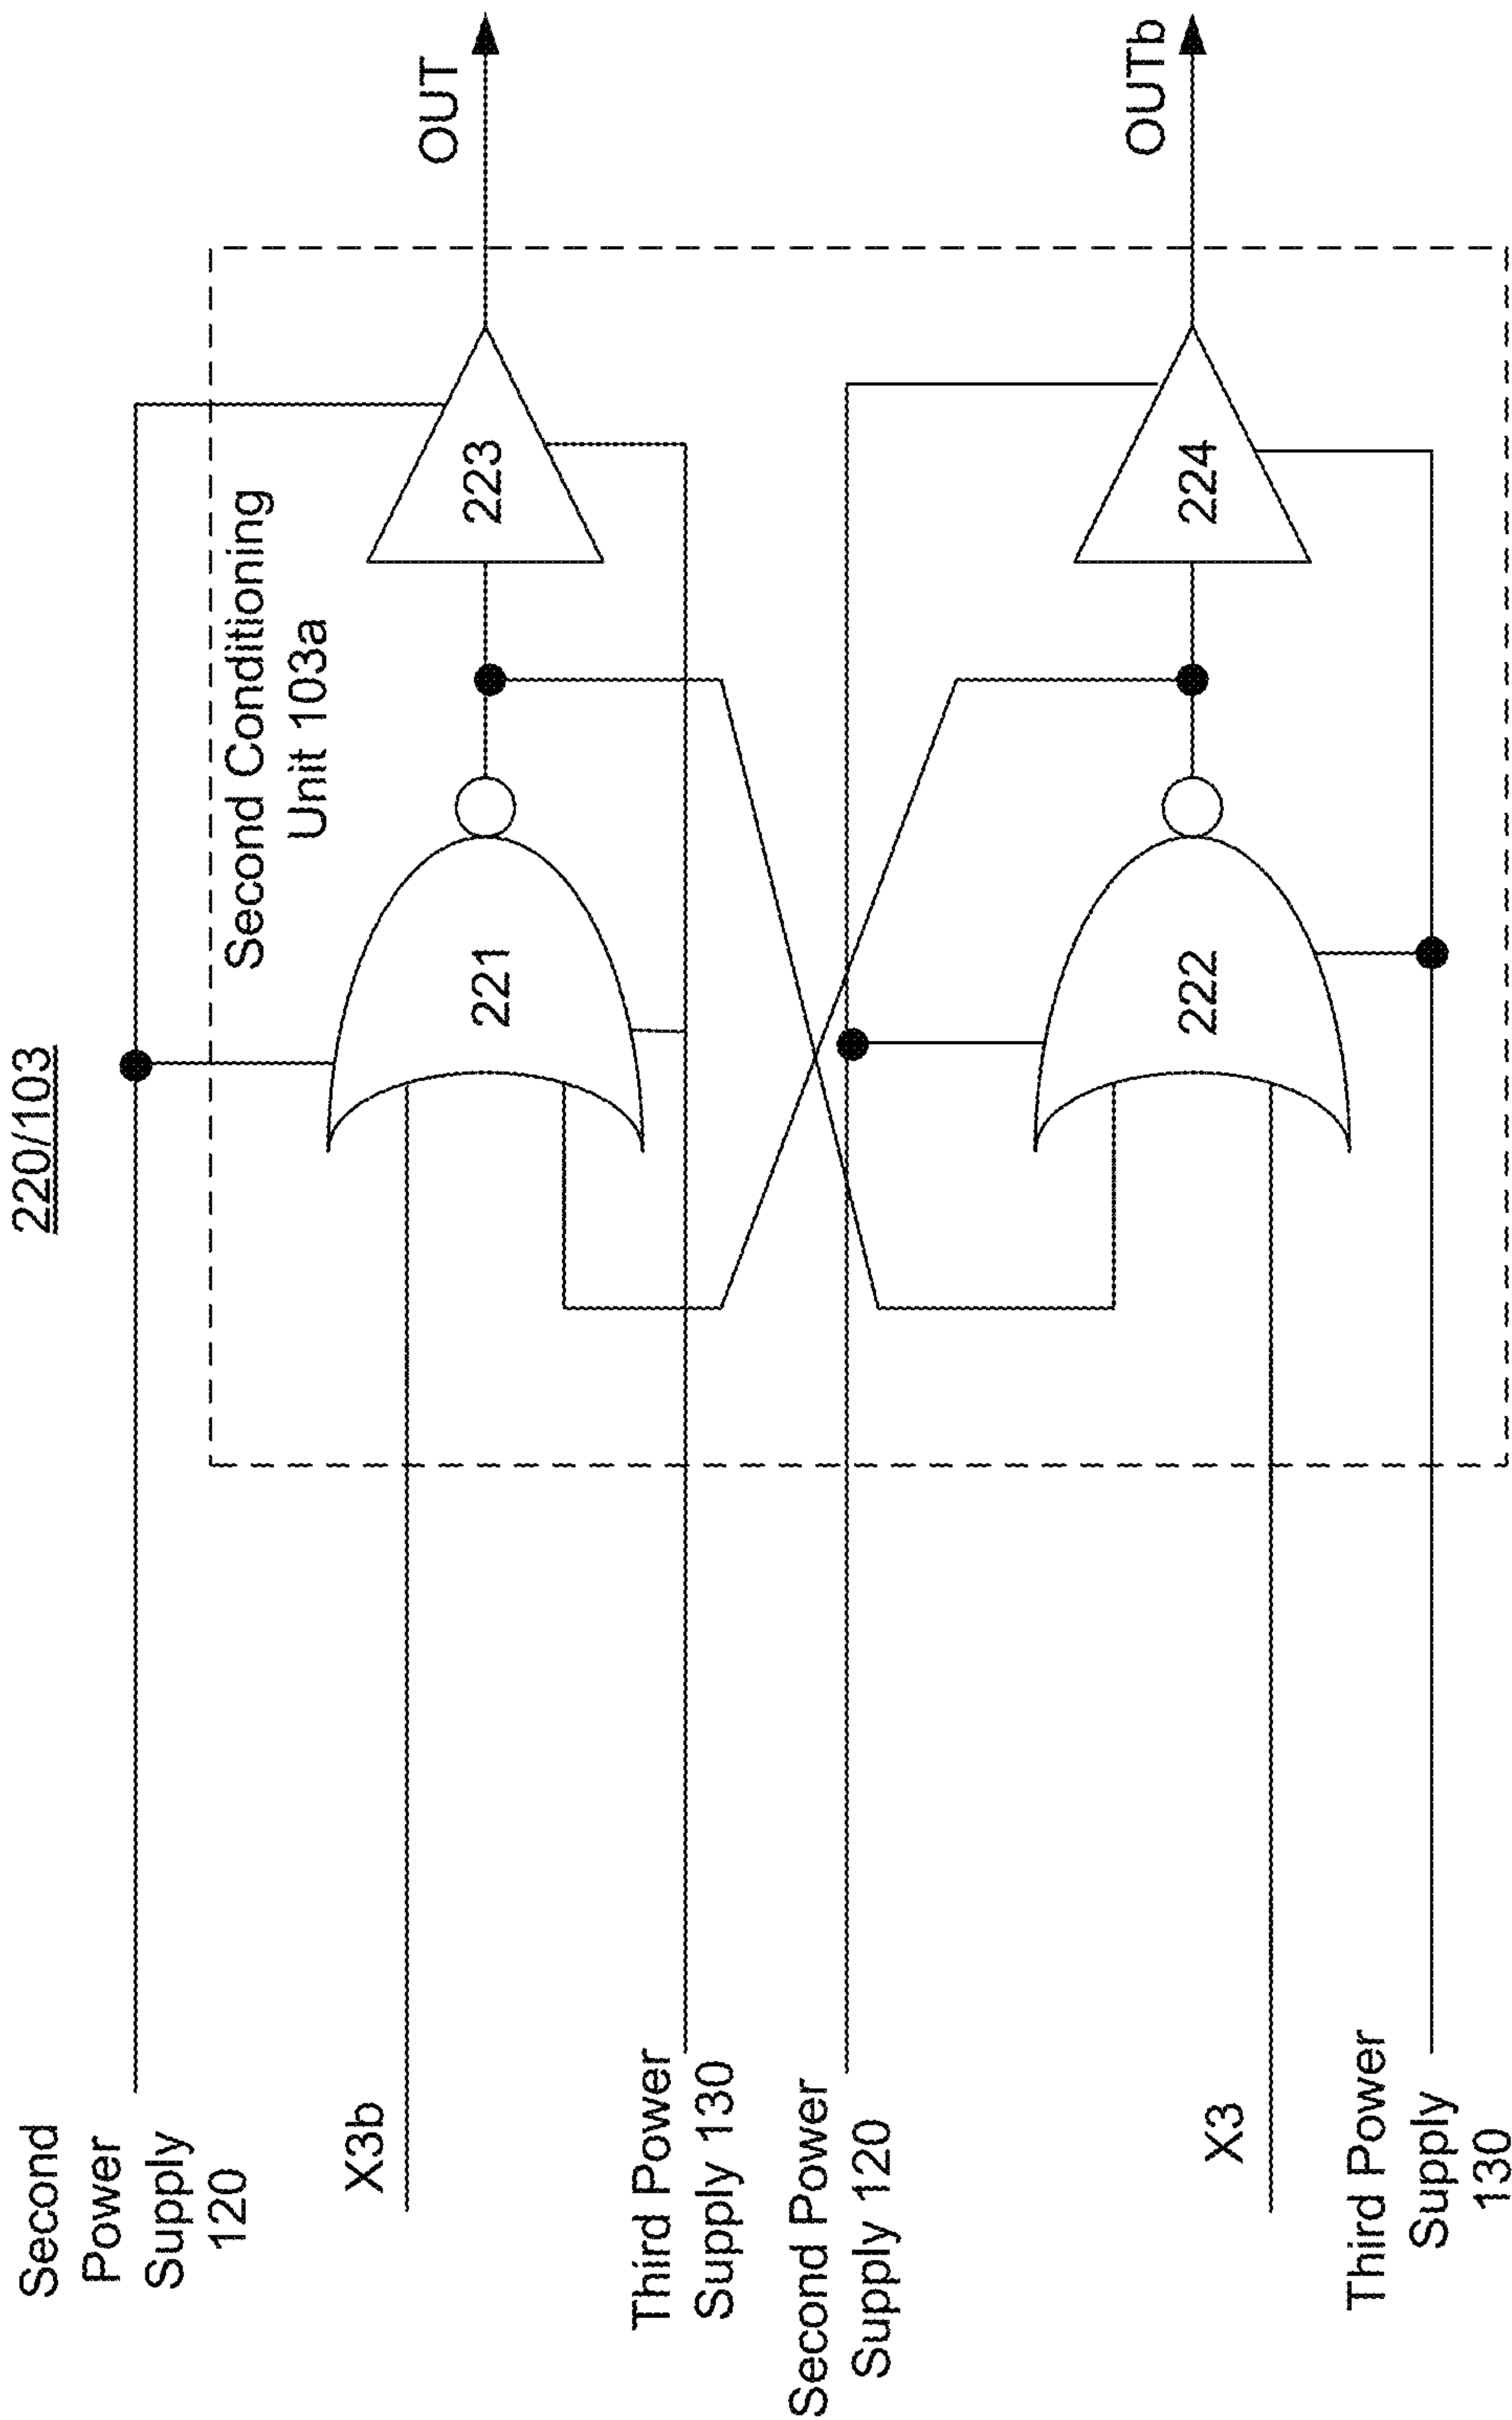 220/103
Second
Power
Supply
120
Second Conditioning
Unit 103a
X3b
221
223
OUT
Third Power
Supply 130
Second Power
Supply 120
X3
222
224
OUTb
Third Power
Supply
130